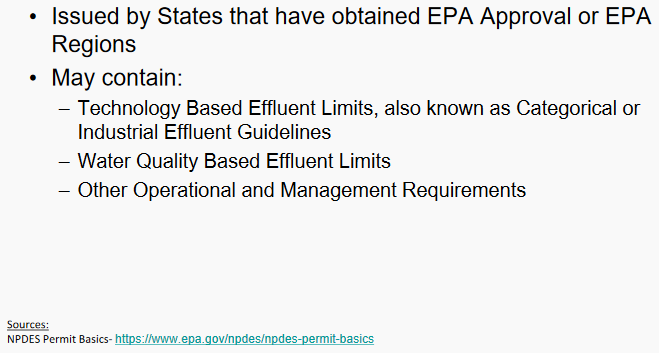 • Issued by States that have obtained EPA Approval or EPA
Regions
• May contain:
– Technology Based Effluent Limits, also known as Categorical or
Industrial Effluent Guidelines
– Water Quality Based Effluent Limits
– Other Operational and Management Requirements
Sources:
NPDES Permit Basics- https://www.epa.gov/npdes/npdes-permit-basics